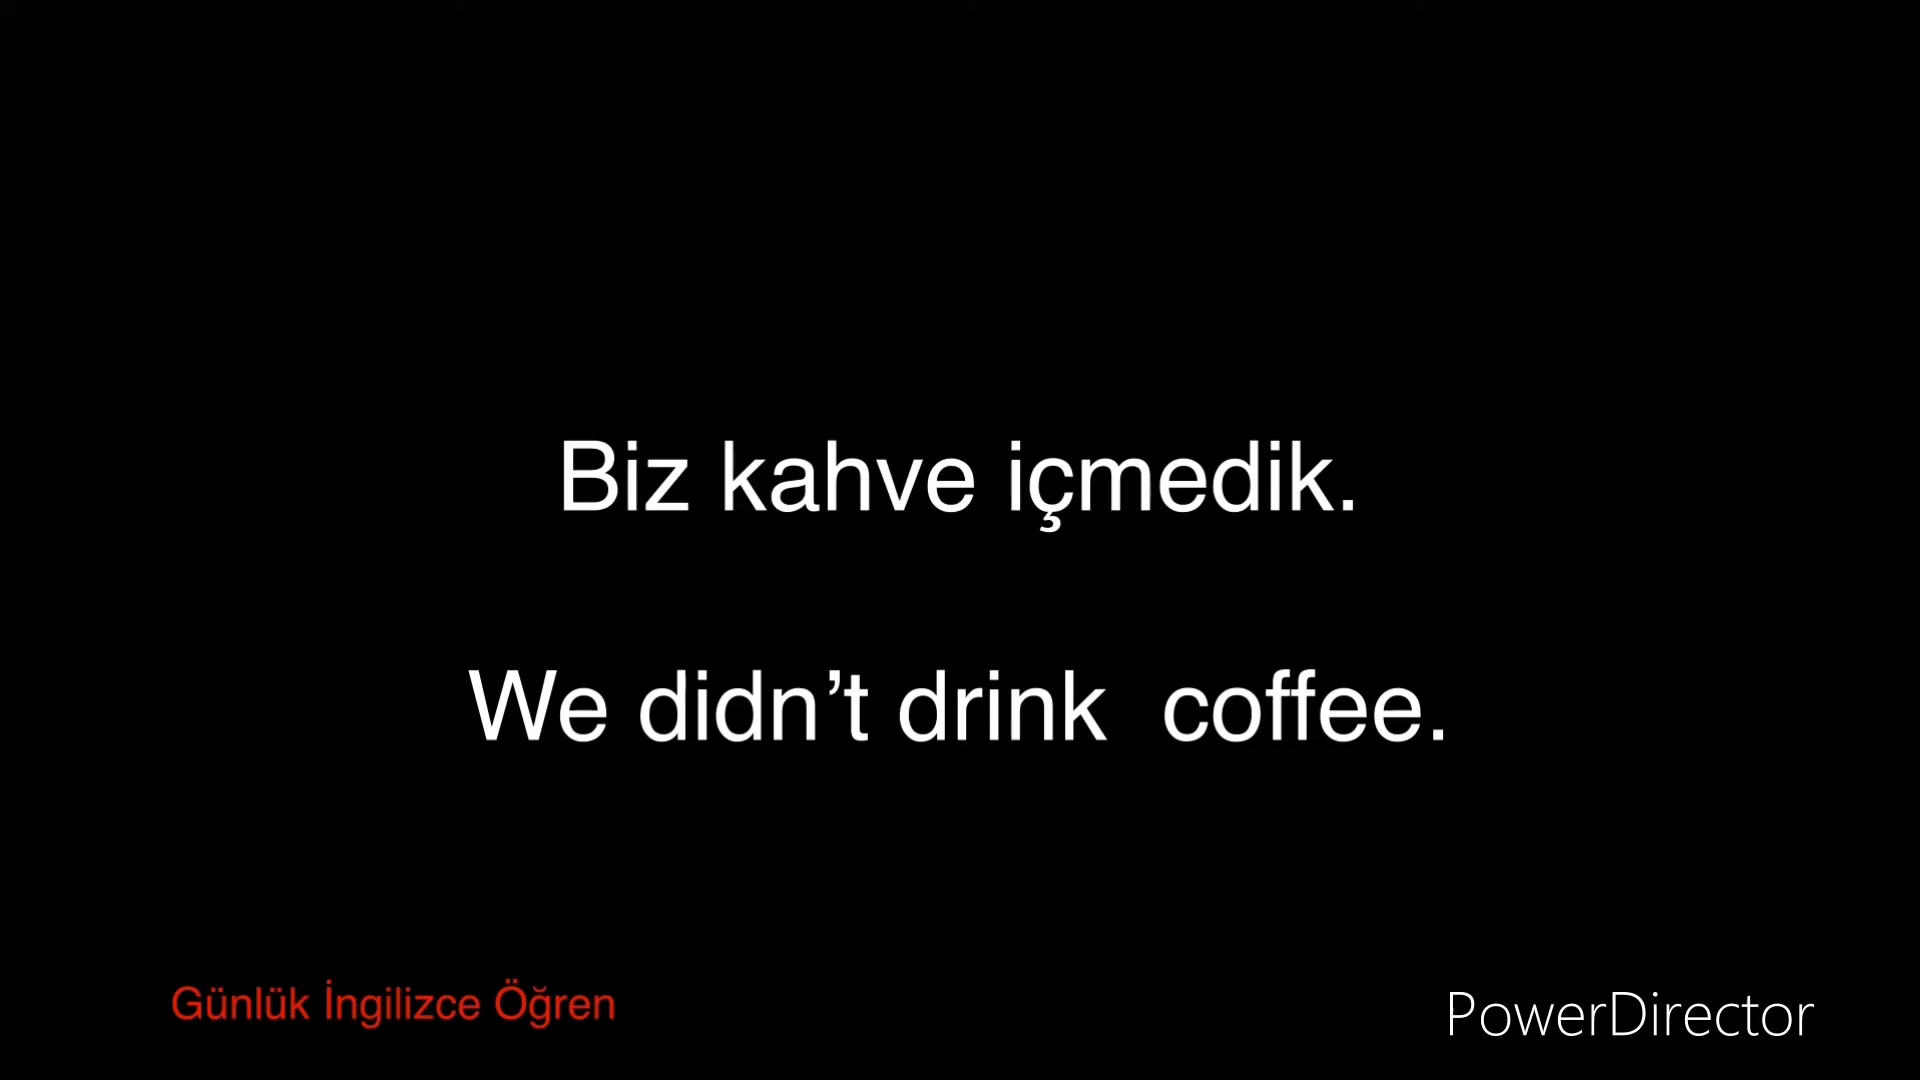 Biz kahve içmedik.
We didn’t drink  coffee.
Günlük İngilizce Öğren
PowerDirector